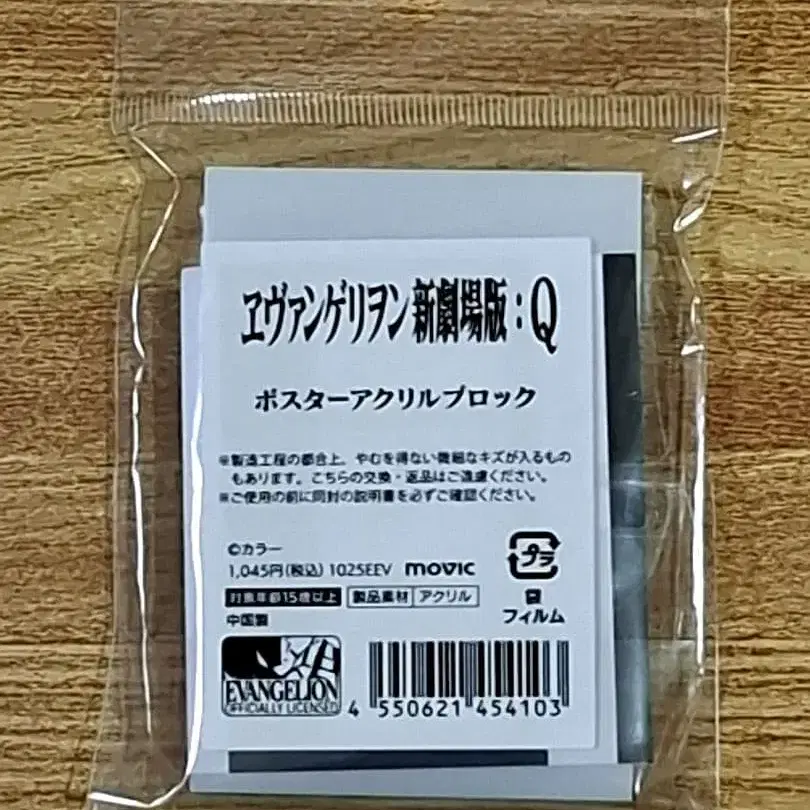 ヱヴァンゲリヲン新劇場版:Q
ポスターアクリルブロック
※製造工程の都合上、やむを得ない微細なキズが入るもの
もあります。こちらの交換・返品はご遠慮ください。
※ご使用の前に同封の説明書を必ずご確認ください。
©カラー
1,045円(税込) 1025EEV movic
対象年齢15歳以上 製品素材 アクリル
中国製
プラ
袋
フィルム
EVANGELION
OFFICIALLY LICENSED
4 550621 454103